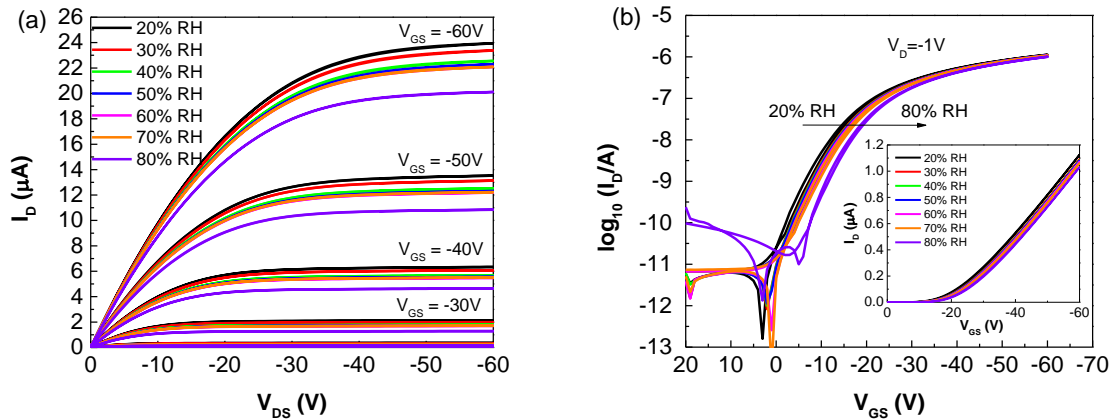 (a)
20% RH
30% RH
40% RH
50% RH
60% RH
70% RH
80% RH
V_GS = -60V
V_GS = -50V
V_GS = -40V
V_GS = -30V
26
24
22
20
18
16
14
12
10
8
6
4
2
0
I_D (µA)
0 -10 -20 -30 -40 -50 -60
V_DS (V)
(b)
V_D=-1V
20% RH 80% RH
-5
-6
-7
-8
-9
-10
-11
-12
-13
log₁₀ (I_D/A)
20 10 0 -10 -20 -30 -40 -50 -60 -70
V_GS (V)
20% RH
30% RH
40% RH
50% RH
60% RH
70% RH
80% RH
1.2
1.0
0.8
0.6
0.4
0.2
0.0
I_D (µA)
0 -20 -40 -60
V_GS (V)